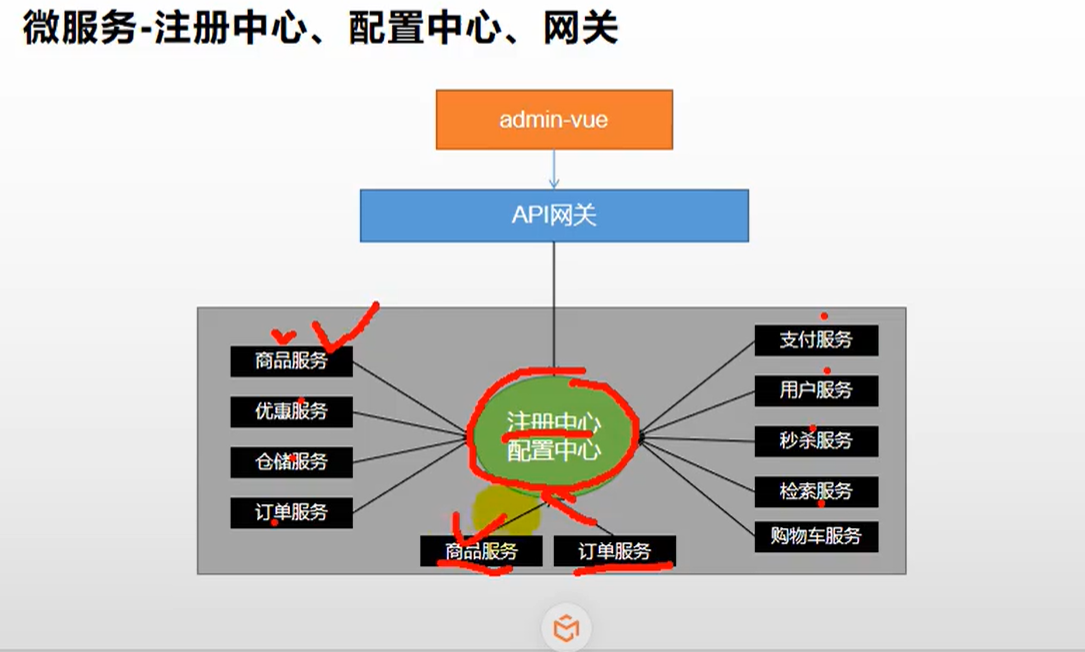 微服务-注册中心、配置中心、网关
admin-vue
API网关
商品服务
优惠服务
仓储服务
订单服务
注册中心
配置中心
商品服务
订单服务
支付服务
用户服务
秒杀服务
检索服务
购物车服务